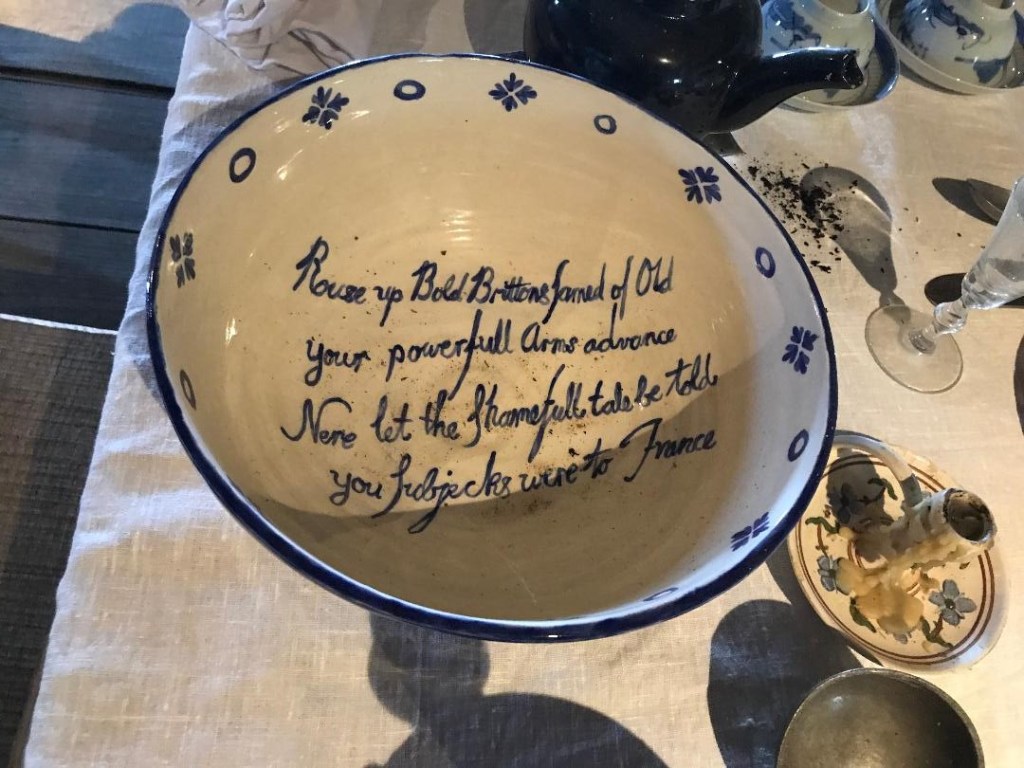 Rouse up Bold Brittons famed of Old
your powerfull Arms advance
Nere let the ſhamefull tale be told
you ſubjecks were to France